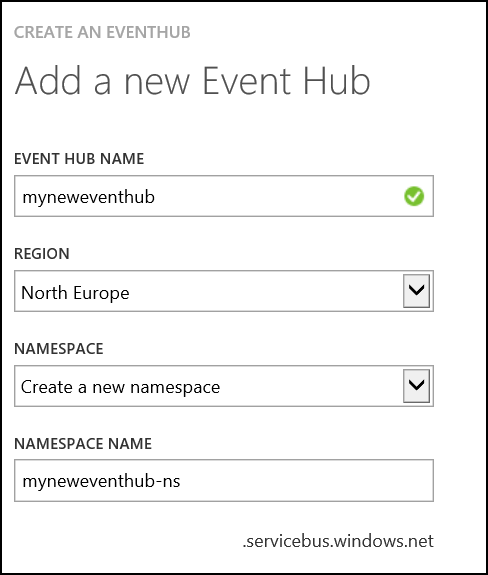 CREATE AN EVENTHUB
Add a new Event Hub
EVENT HUB NAME
myneweventhub
REGION
North Europe
NAMESPACE
Create a new namespace
NAMESPACE NAME
myneweventhub-ns
.servicebus.windows.net